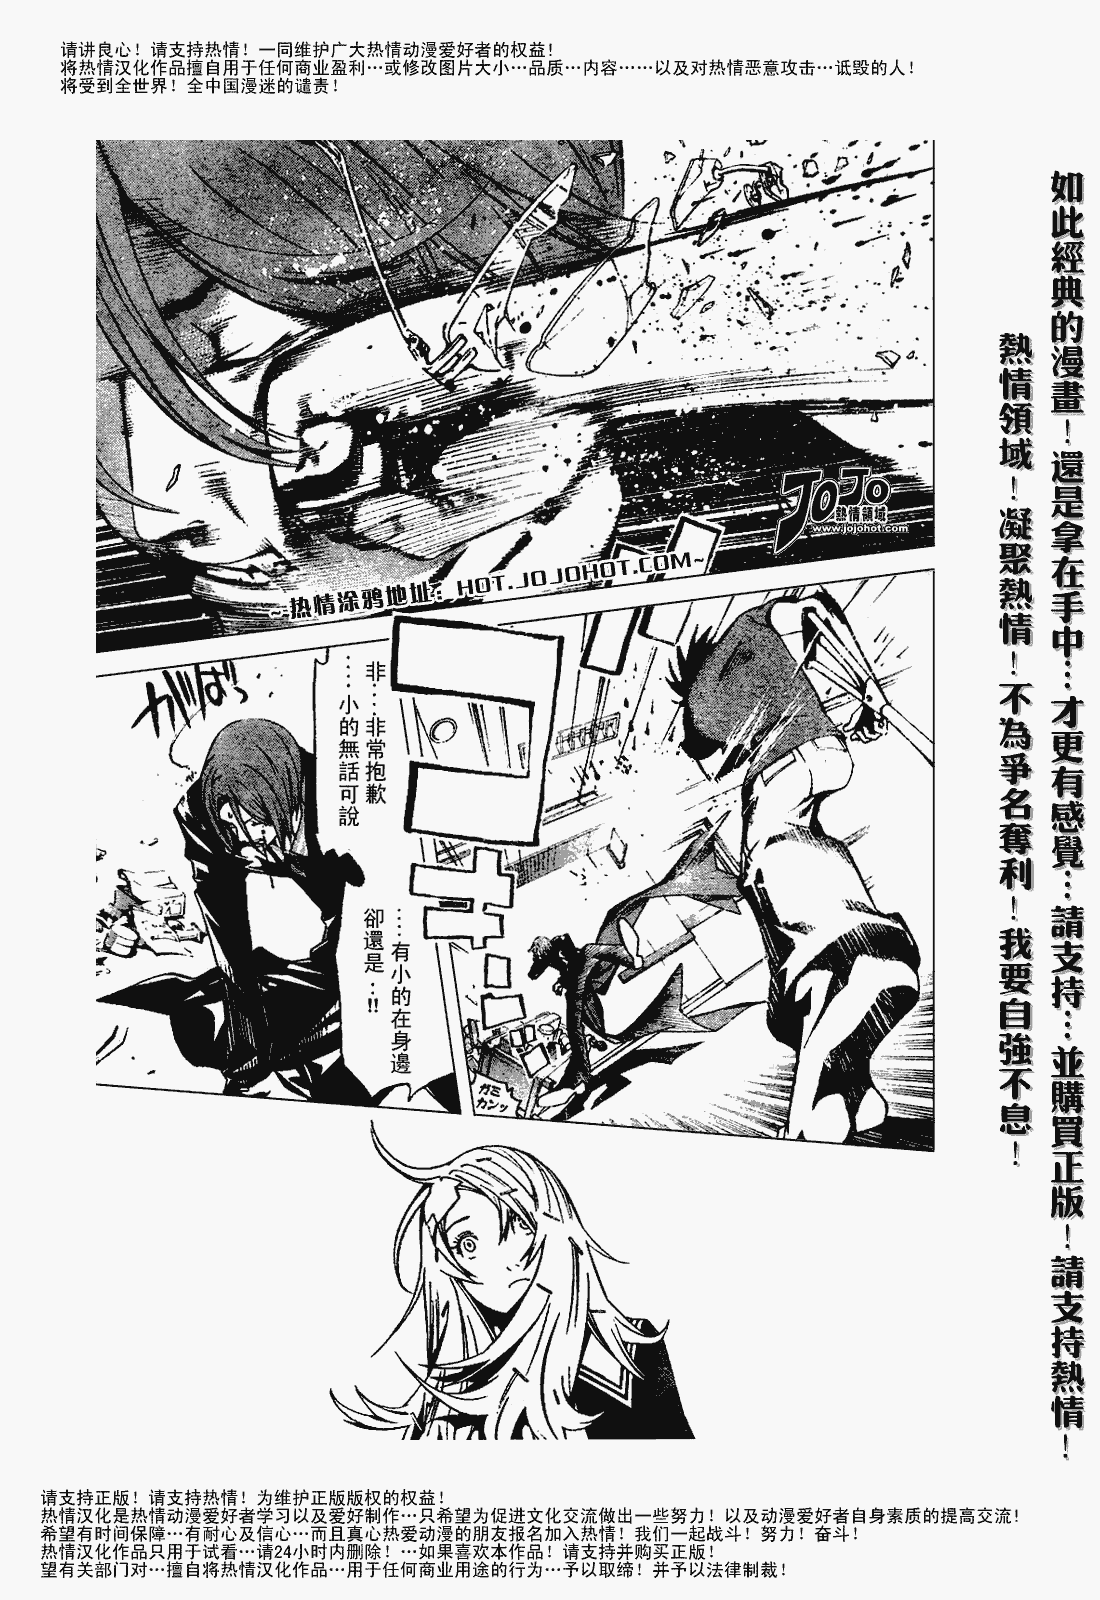 请讲良心！请支持热情！一同维护广大热情动漫爱好者的权益！
将热情汉化作品擅自用于任何商业盈利…或修改图片大小…品质…内容……以及对热情恶意攻击…诋毁的人！
将受到全世界！全中国漫迷的谴责！
如此經典的漫畫！還是拿在手中…才更有感覺…請支持…並購買正版！請支持熱情！
熱情領域！凝聚熱情！不為爭名奪利！我要自強不息！
JOJO
熱情領域
www.jojohot.com
~热情涂鸦地址：HOT.JOJOHOT.COM~
非……非常抱歉
……小的無話可說
……有小的在身邊
卻還是…!!
がばっ
ガミ
カンッ
请支持正版！请支持热情！为维护正版版权的权益！
热情汉化是热情动漫爱好者学习以及爱好制作…只希望为促进文化交流做出一些努力！以及动漫爱好者自身素质的提高交流！
希望有时间保障…有耐心及信心…而且真心热爱动漫的朋友报名加入热情！我们一起战斗！努力！奋斗！
热情汉化作品只用于试看…请24小时内删除！…如果喜欢本作品！请支持并购买正版！
望有关部门对…擅自将热情汉化作品…用于任何商业用途的行为…予以取缔！并予以法律制裁！